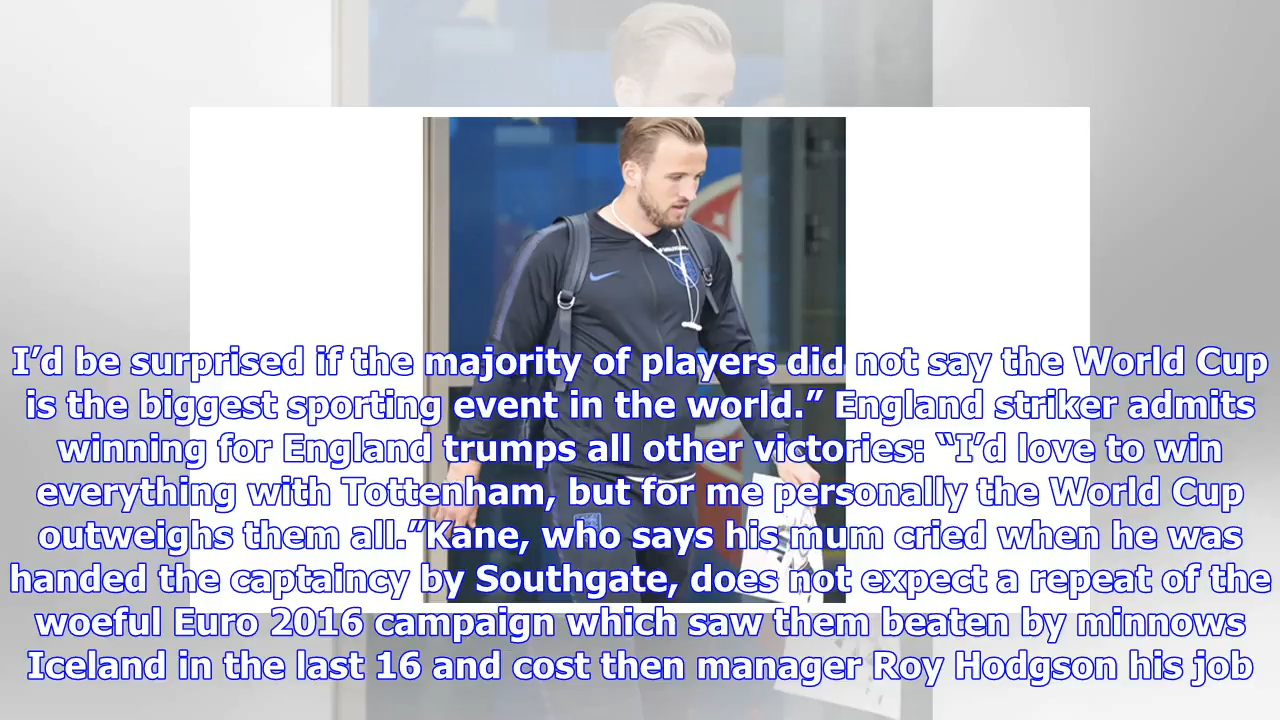 I’d be surprised if the majority of players did not say the World Cup
is the biggest sporting event in the world.” England striker admits
winning for England trumps all other victories: “I’d love to win
everything with Tottenham, but for me personally the World Cup
outweighs them all.”Kane, who says his mum cried when he was
handed the captaincy by Southgate, does not expect a repeat of the
woeful Euro 2016 campaign which saw them beaten by minnows
Iceland in the last 16 and cost then manager Roy Hodgson his job